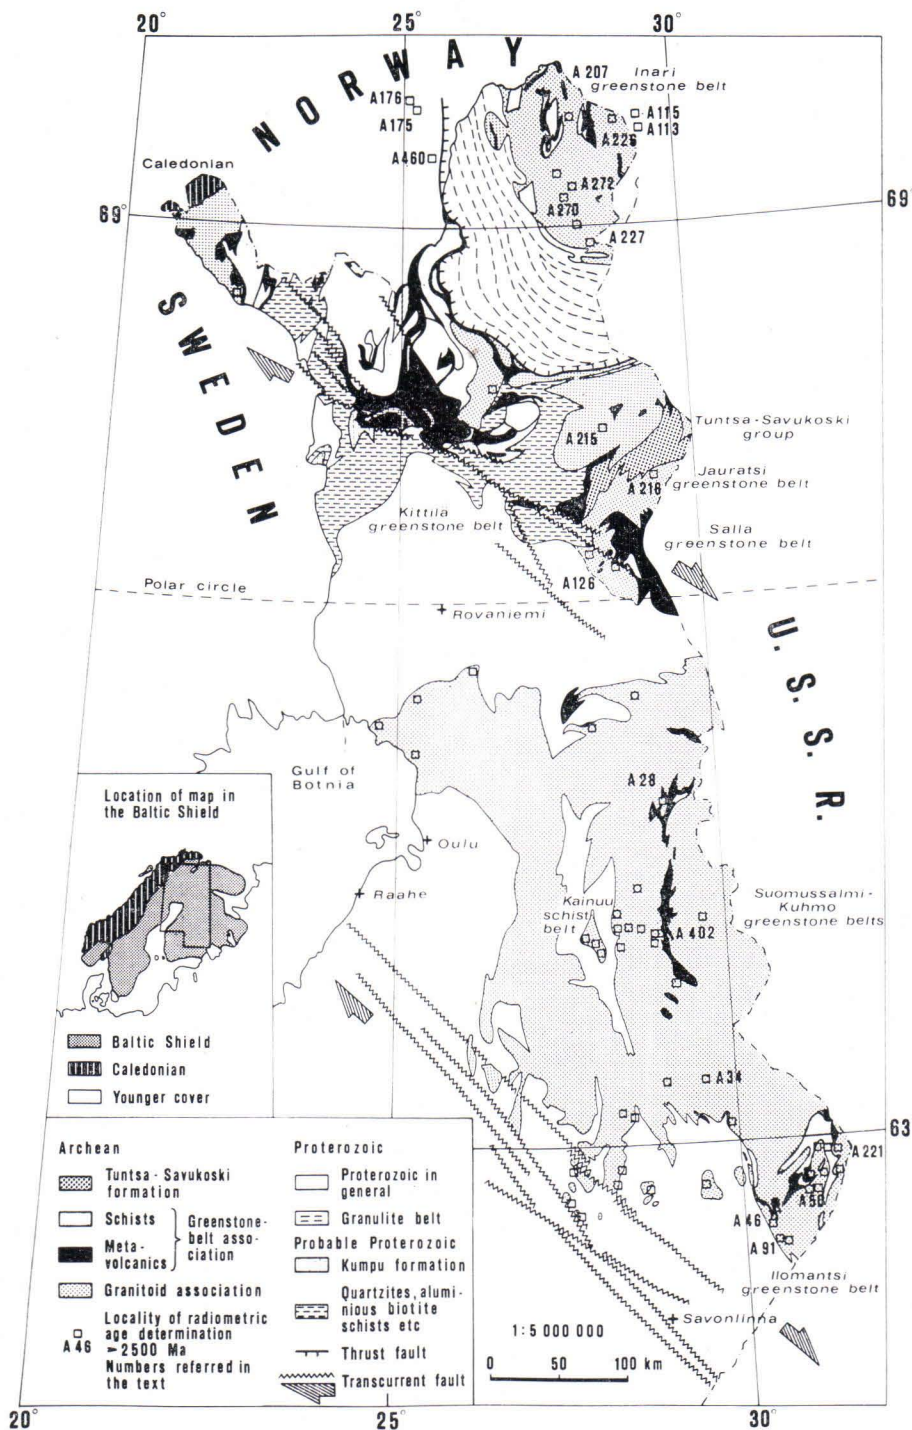 20°
25°
30°
NORWAY
A 207
Inari
greenstone belt
A176
A175
A115
A113
A226
A460
Caledonian
A272
69°
A270
69°
A 227
SWEDEN
Tuntsa-Savukoski
group
A 215
Jauratsi
greenstone belt
A 216
Kittila
greenstone belt
Salla
greenstone belt
A126
Polar circle
Rovaniemi
U.S.S.R.
Gulf of
Botnia
A 28
Location of map in
the Baltic Shield
Oulu
Raahe
Kainuu
schist
belt
Suomussalmi-
Kuhmo
greenstone belts
A 402
Baltic Shield
Caledonian
Younger cover
A34
63°
A 221
A50
A 46
A 91
Ilomantsi
greenstone belt
Savonlinna
Archean
Tuntsa-Savukoski
formation
Schists
Meta-
volcanics
Greenstone-
belt asso-
ciation
Granitoid association
Locality of radiometric
age determination
A 46 >2500 Ma
Numbers referred in
the text
Proterozoic
Proterozoic in
general
Granulite belt
Probable Proterozoic
Kumpu formation
Quartzites, alumi-
nious biotite
schists etc
Thrust fault
Transcurrent fault
1:5 000 000
0 50 100 km
20°
25°
30°